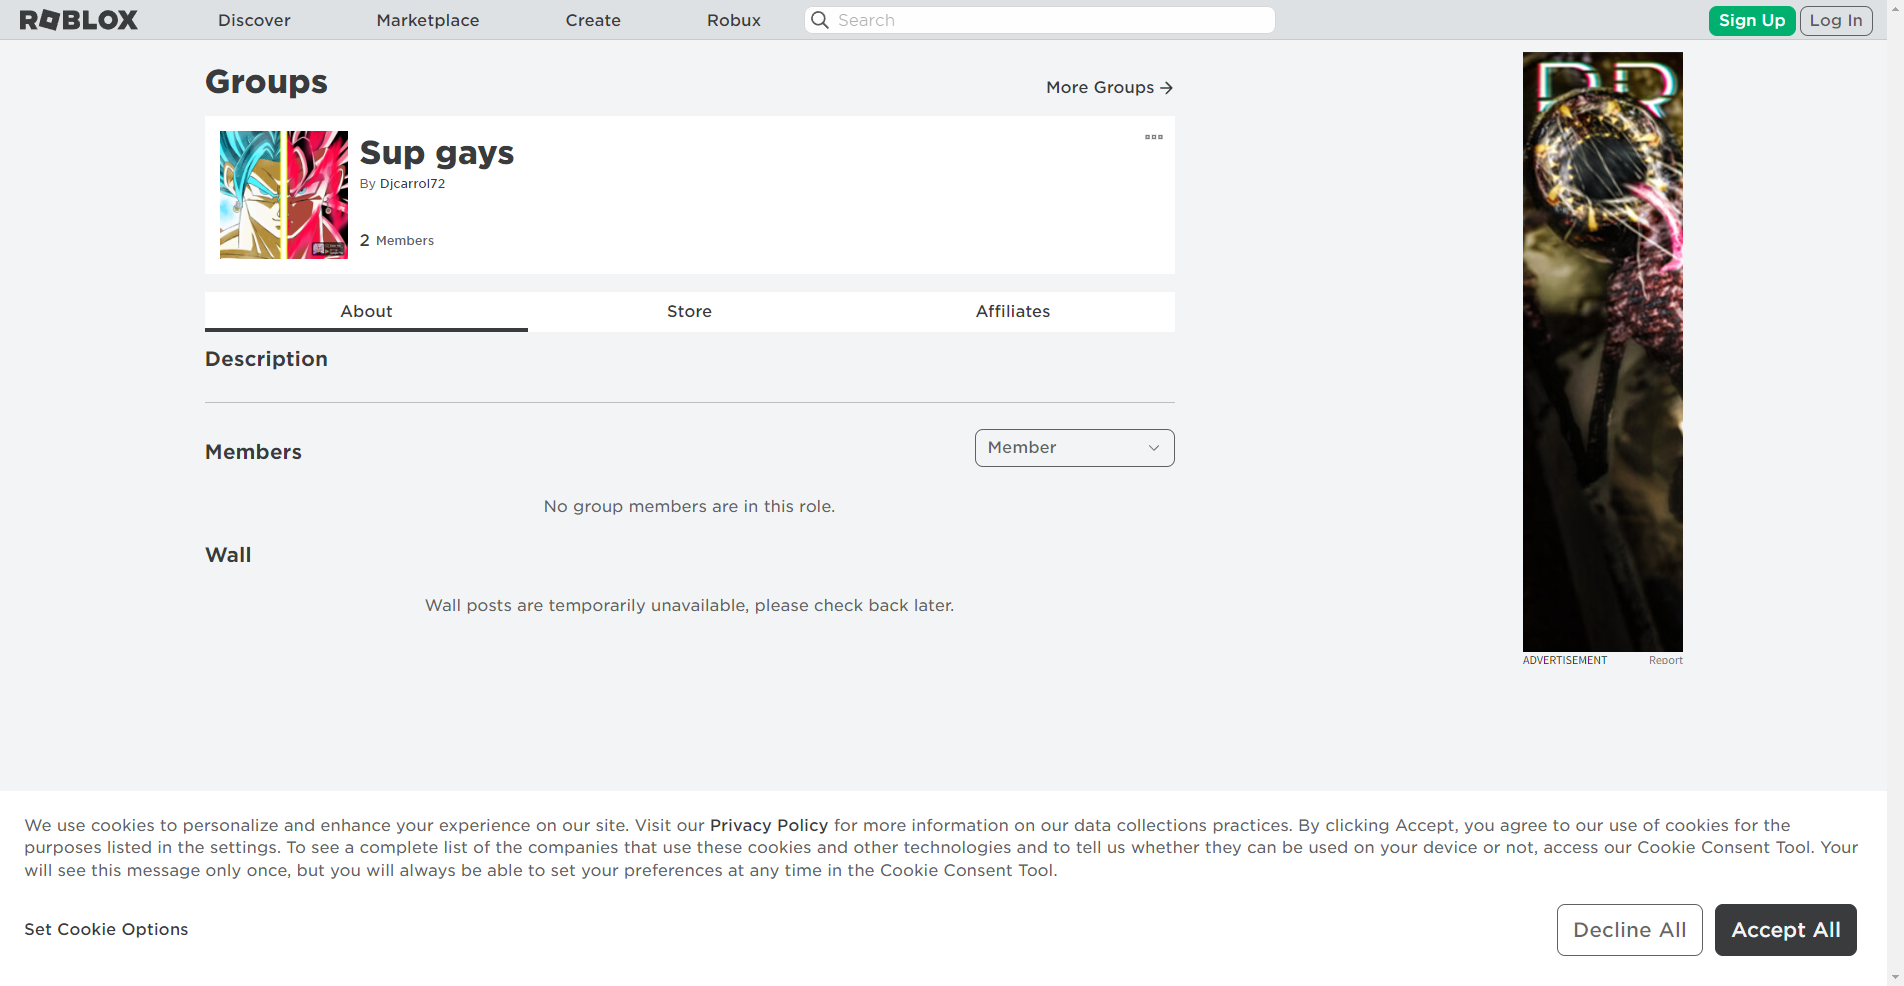 ROBLOX
Discover
Marketplace
Create
Robux
Search
Sign Up
Log In
Groups
More Groups
Sup gays
By Djcarrol72
2 Members
About
Store
Affiliates
Description
Members
Member
No group members are in this role.
Wall
Wall posts are temporarily unavailable, please check back later.
DR
ADVERTISEMENT
Report
We use cookies to personalize and enhance your experience on our site. Visit our Privacy Policy for more information on our data collections practices. By clicking Accept, you agree to our use of cookies for the
purposes listed in the settings. To see a complete list of the companies that use these cookies and other technologies and to tell us whether they can be used on your device or not, access our Cookie Consent Tool. Your
will see this message only once, but you will always be able to set your preferences at any time in the Cookie Consent Tool.
Set Cookie Options
Decline All
Accept All